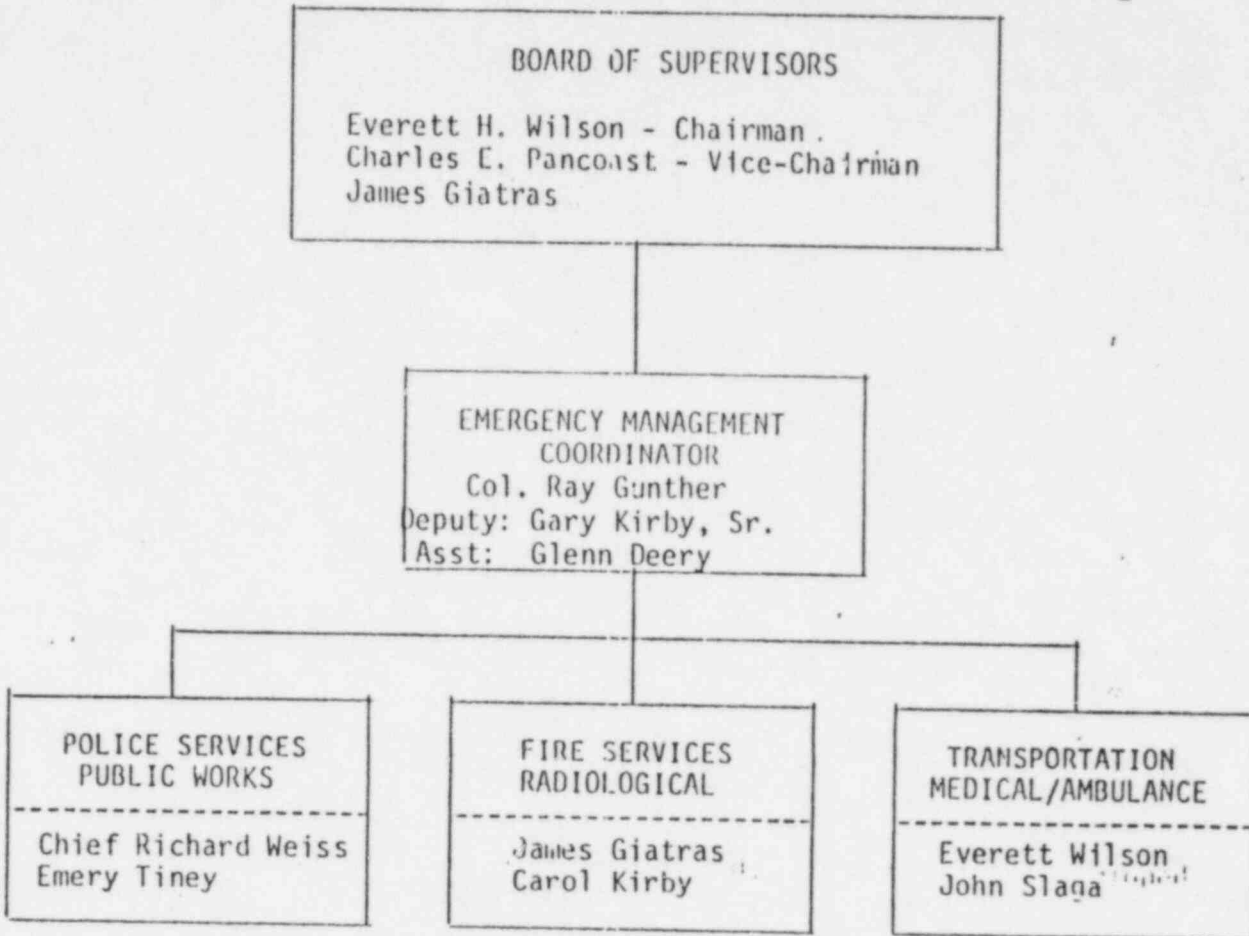 BOARD OF SUPERVISORS
Everett H. Wilson - Chairman
Charles E. Pancoast - Vice-Chairman
James Giatras
EMERGENCY MANAGEMENT
COORDINATOR
Col. Ray Gunther
Deputy: Gary Kirby, Sr.
Asst: Glenn Deery
POLICE SERVICES
PUBLIC WORKS
Chief Richard Weiss
Emery Tiney
FIRE SERVICES
RADIOLOGICAL
James Giatras
Carol Kirby
TRANSPORTATION
MEDICAL/AMBULANCE
Everett Wilson
John Slaga